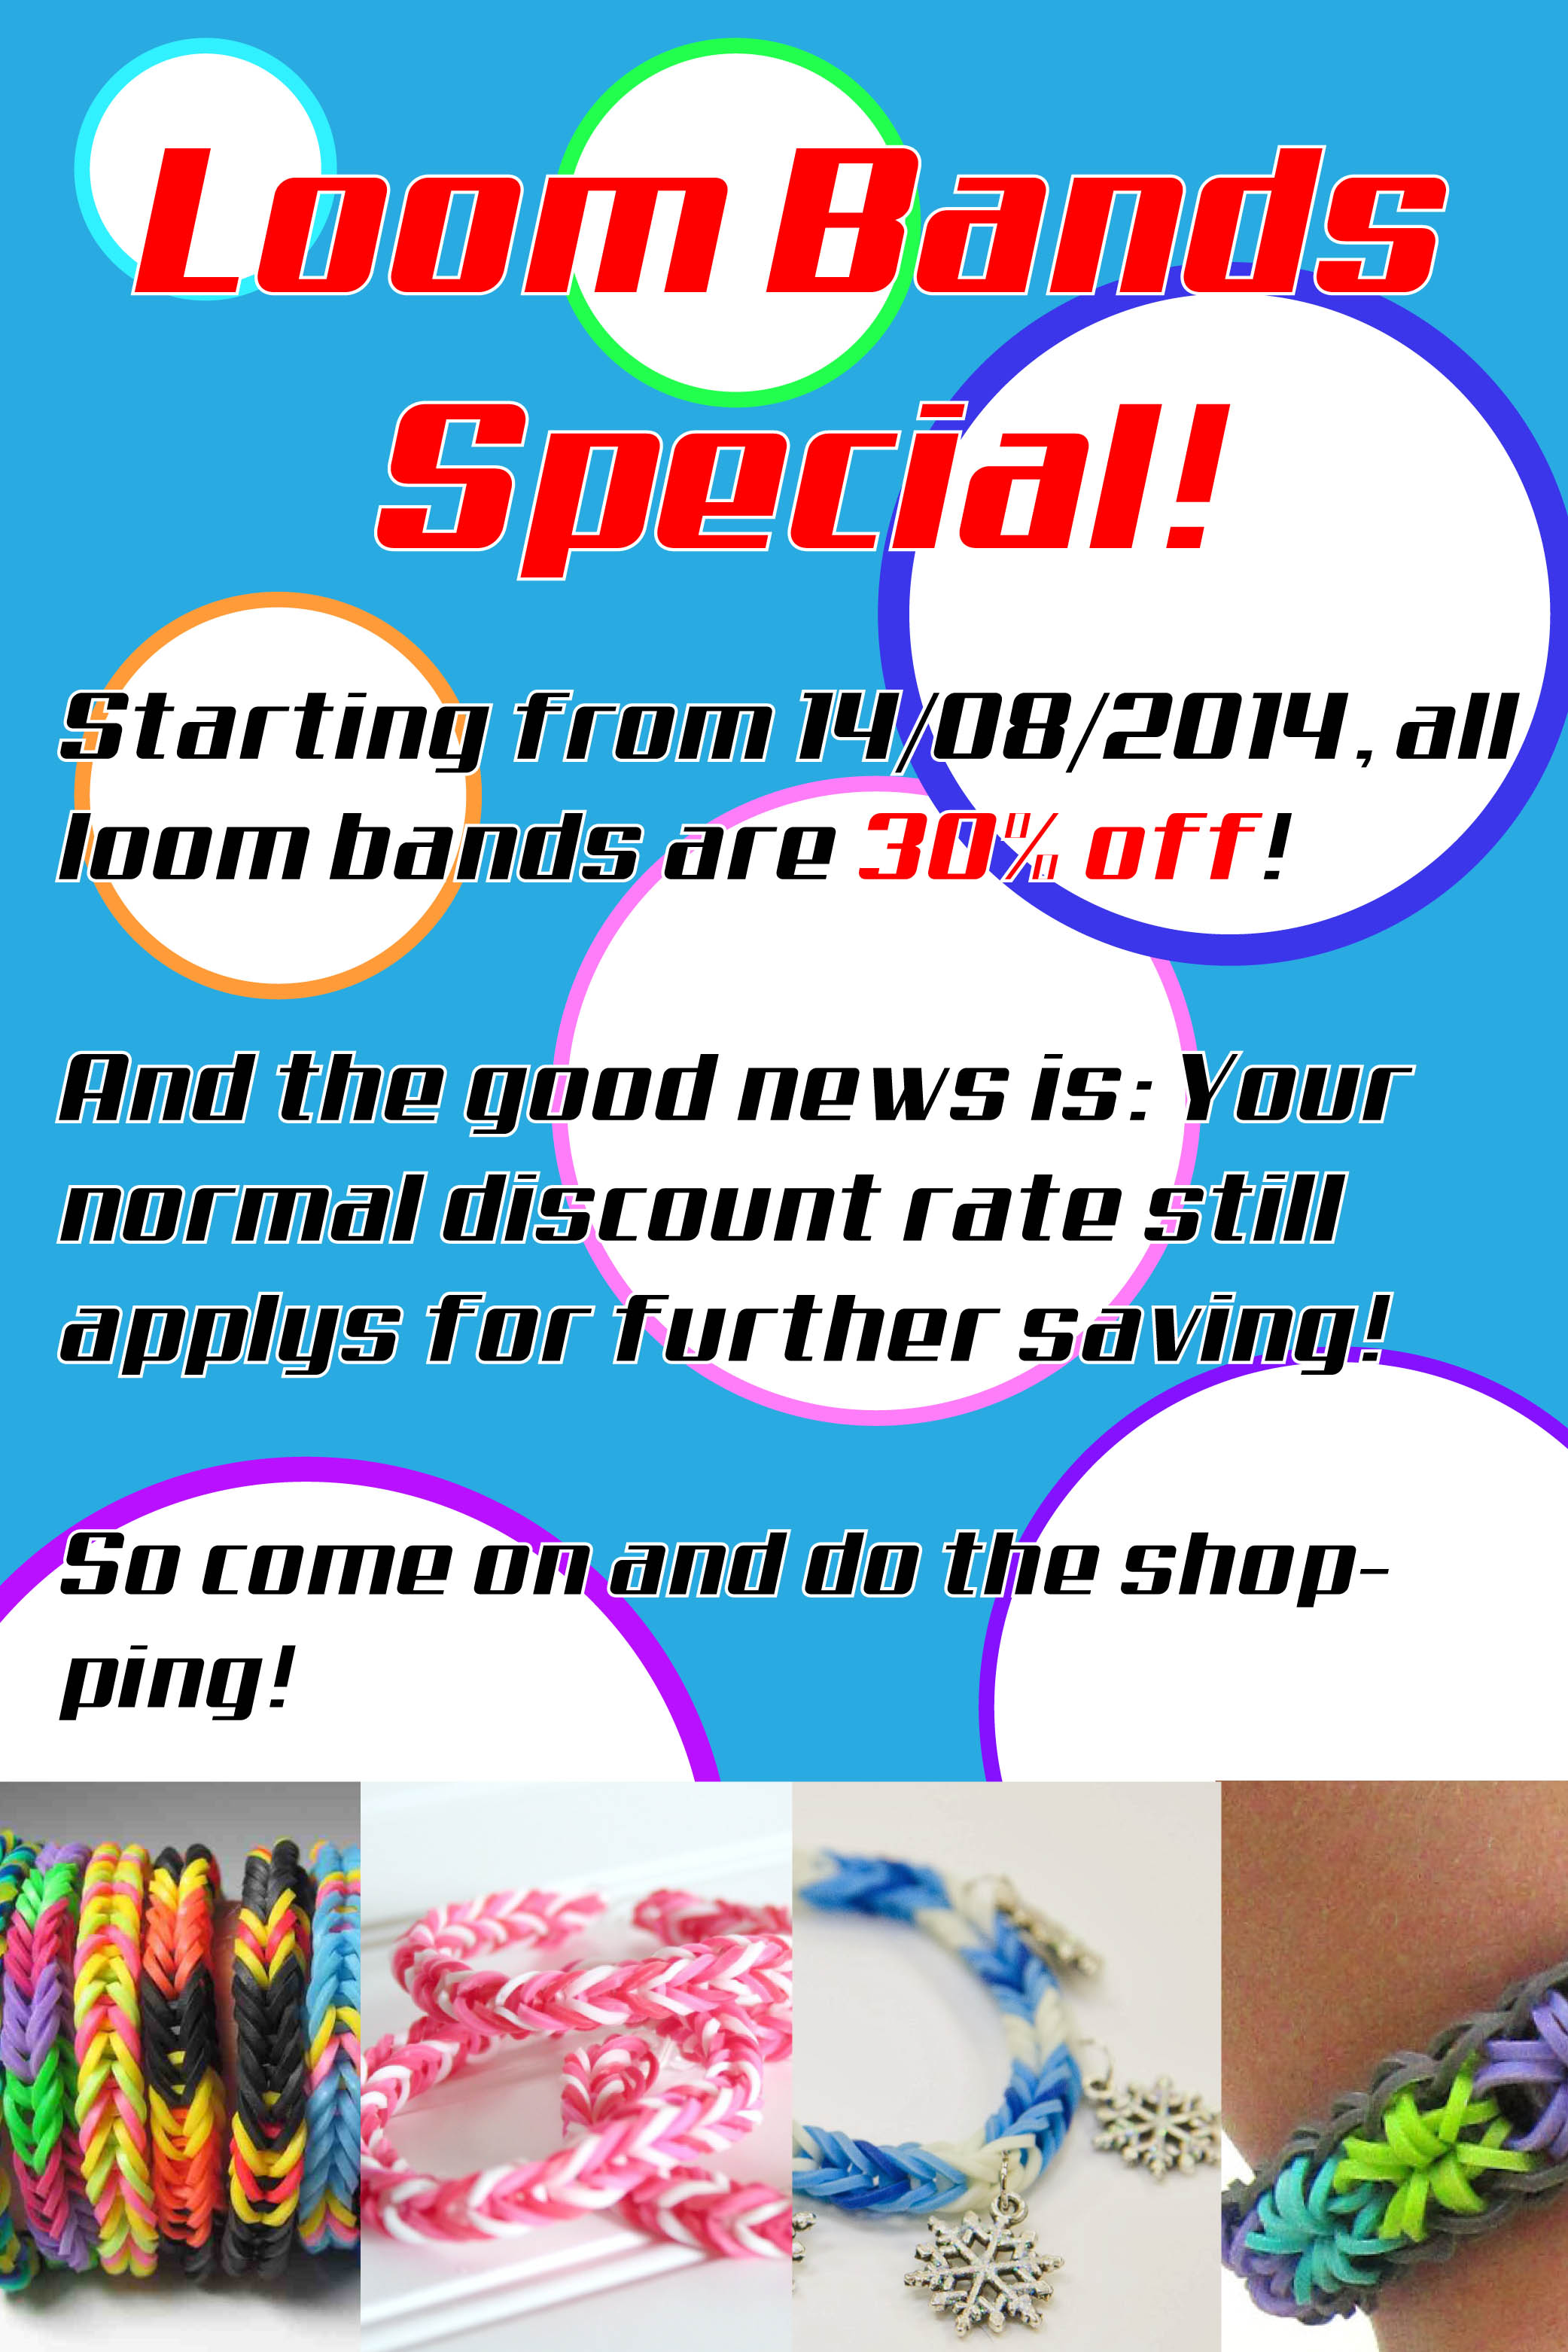 Loom Bands
Special!
Starting from 14/08/2014, all
loom bands are 30% off!
And the good news is: Your
normal discount rate still
applys for further saving!
So come on and do the shop-
ping!